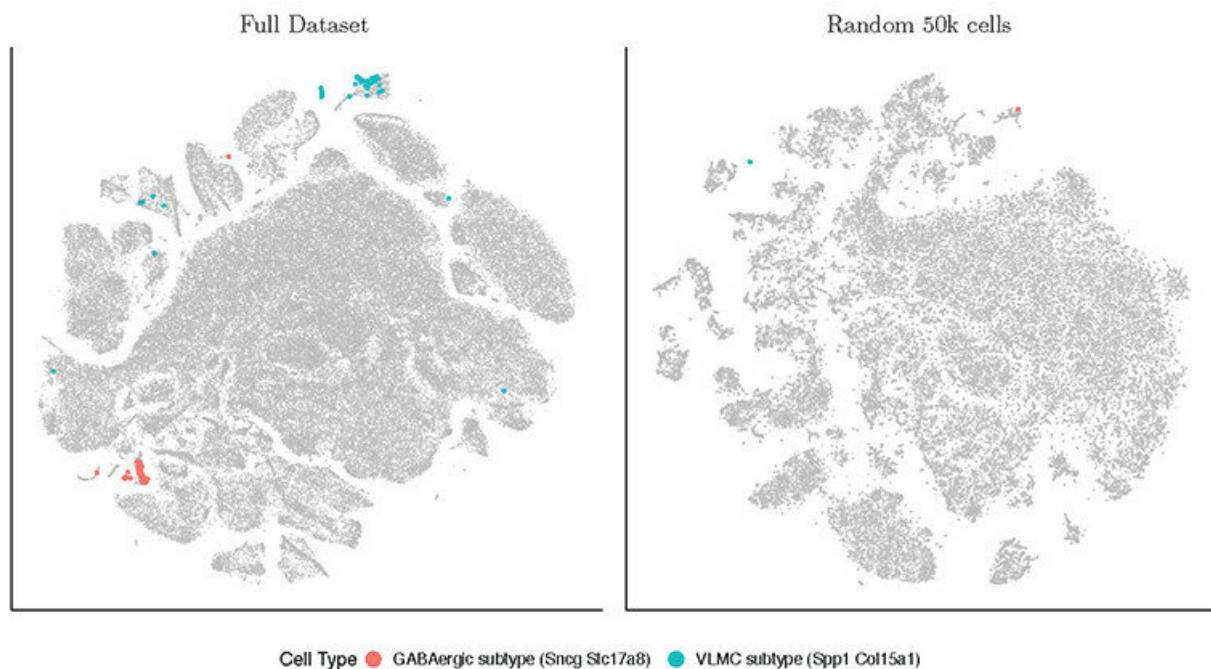 Full Dataset
Random 50k cells
Cell Type GABAergic subtype (Sncg Slc17a8) VLMC subtype (Spp1 Col15a1)